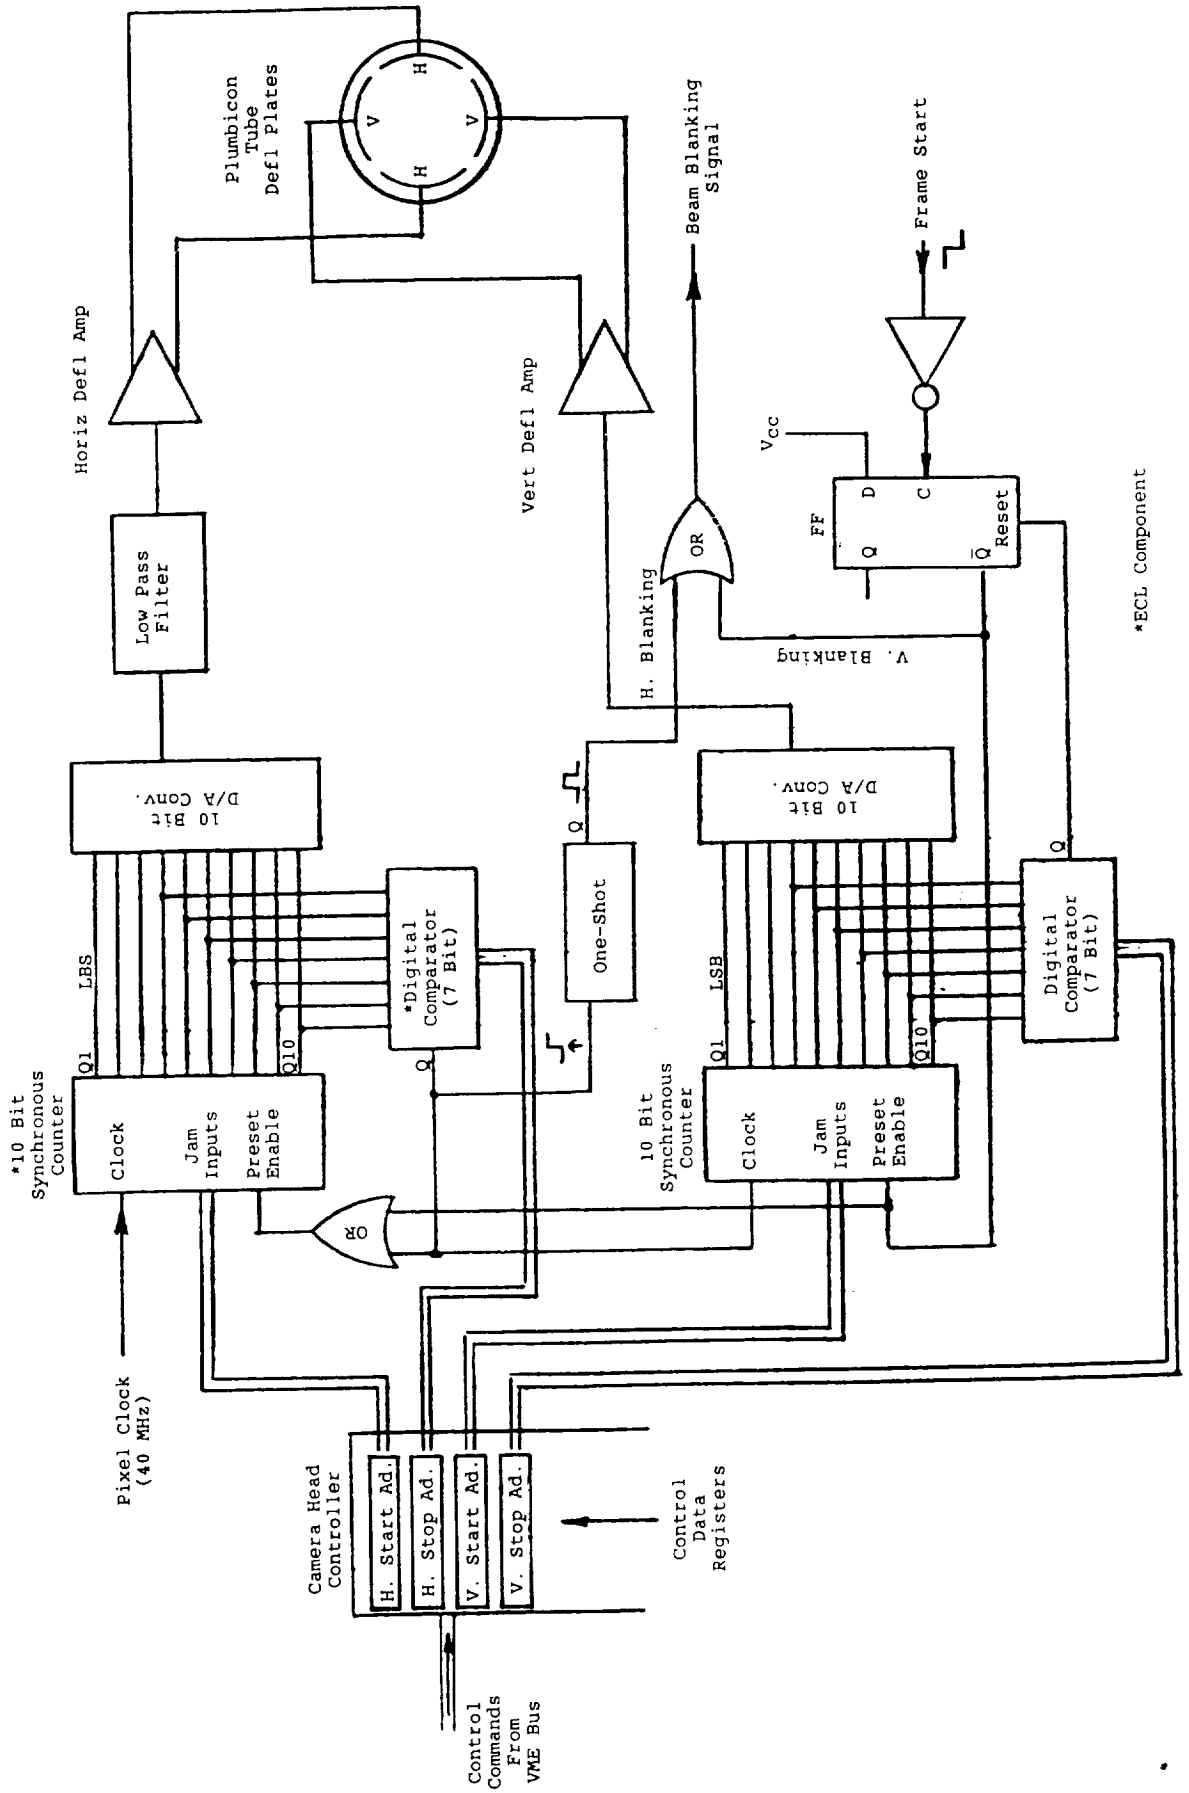 Control
Commands
From
VME Bus
Camera Head
Controller
H. Start Ad.
H. Stop Ad.
V. Start Ad.
V. Stop Ad.
Control
Data
Registers
Pixel Clock
(40 MHz)
*10 Bit
Synchronous
Counter
Clock
Jam
Inputs
Preset
Enable
Q1
Q10
LBS
OR
10 Bit
D/A Conv.
*Digital
Comparator
(7 Bit)
Q
Low Pass
Filter
Horiz Defl Amp
Plumbicon
Tube
Defl Plates
H
V
V
H
One-Shot
Q
H. Blanking
OR
Beam Blanking
Signal
Vert Defl Amp
10 Bit
Synchronous
Counter
Clock
Jam
Inputs
Preset
Enable
Q1
Q10
LSB
10 Bit
D/A Conv.
Digital
Comparator
(7 Bit)
Q
V. Blanking
FF
Q
D
C
Q̅
Reset
Vcc
Frame Start
*ECL Component